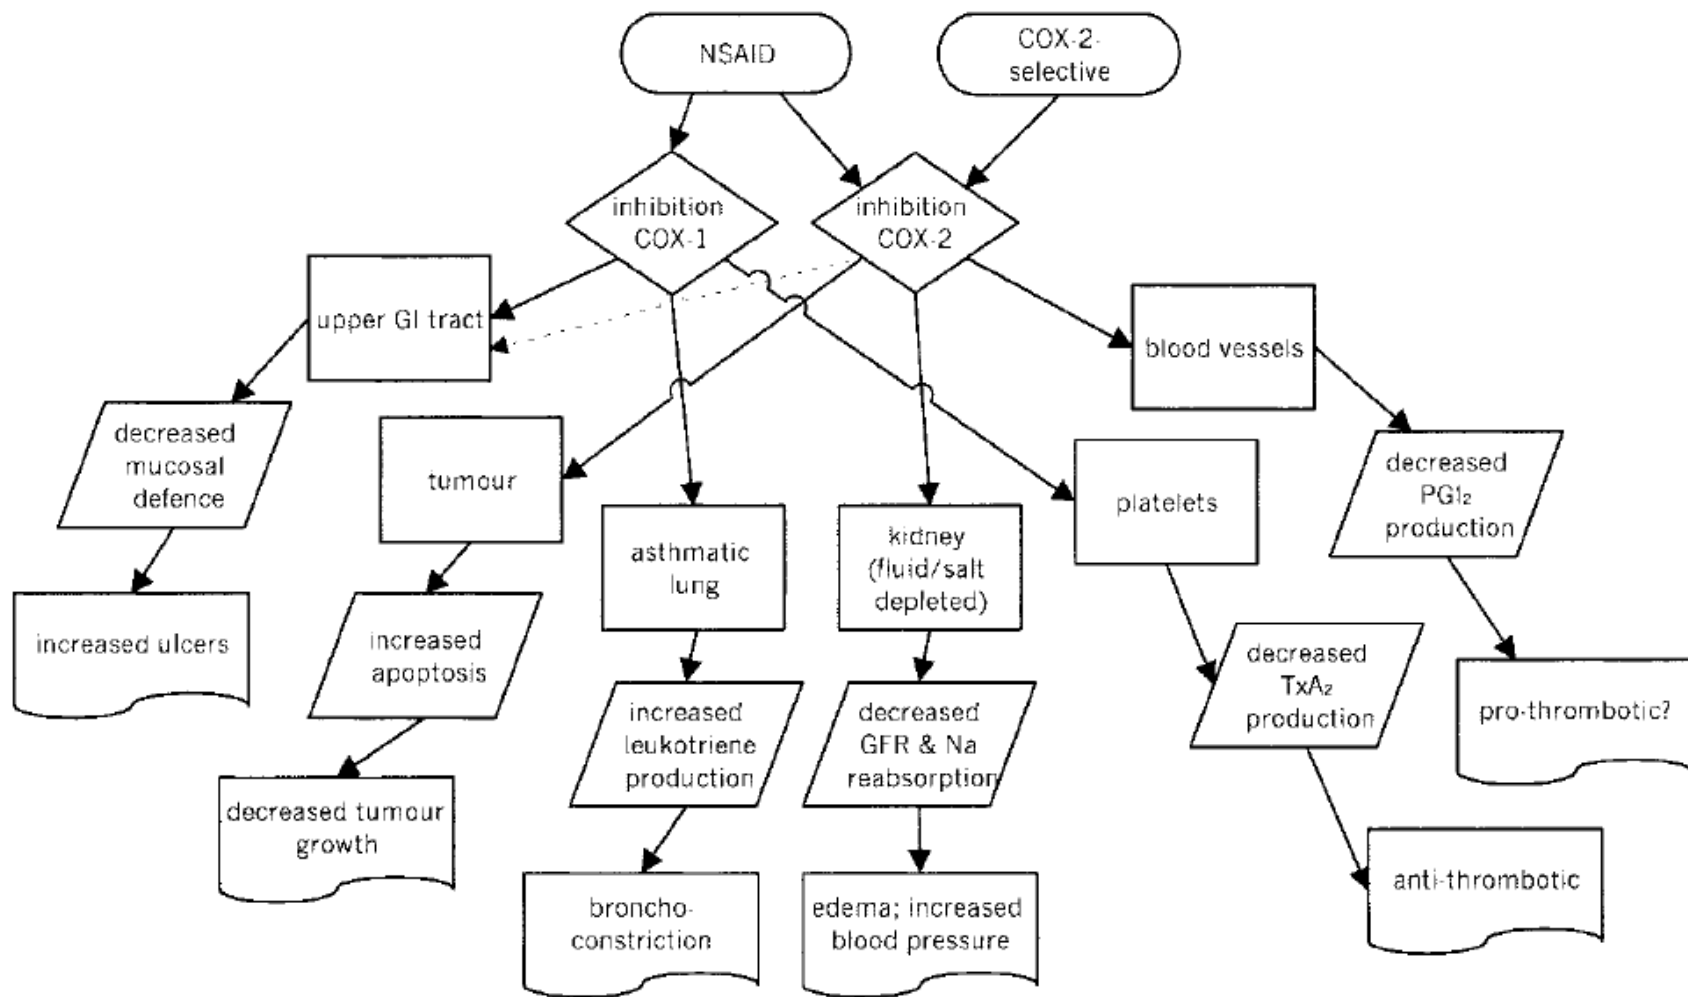 NSAID
COX-2-
selective
inhibition
COX-1
inhibition
COX-2
upper GI tract
blood vessels
decreased
mucosal
defence
tumour
asthmatic
lung
kidney
(fluid/salt
depleted)
platelets
decreased
PGI₂
production
increased ulcers
increased
apoptosis
increased
leukotriene
production
decreased
GFR & Na
reabsorption
decreased
TxA₂
production
pro-thrombotic?
decreased tumour
growth
broncho-
constriction
edema; increased
blood pressure
anti-thrombotic